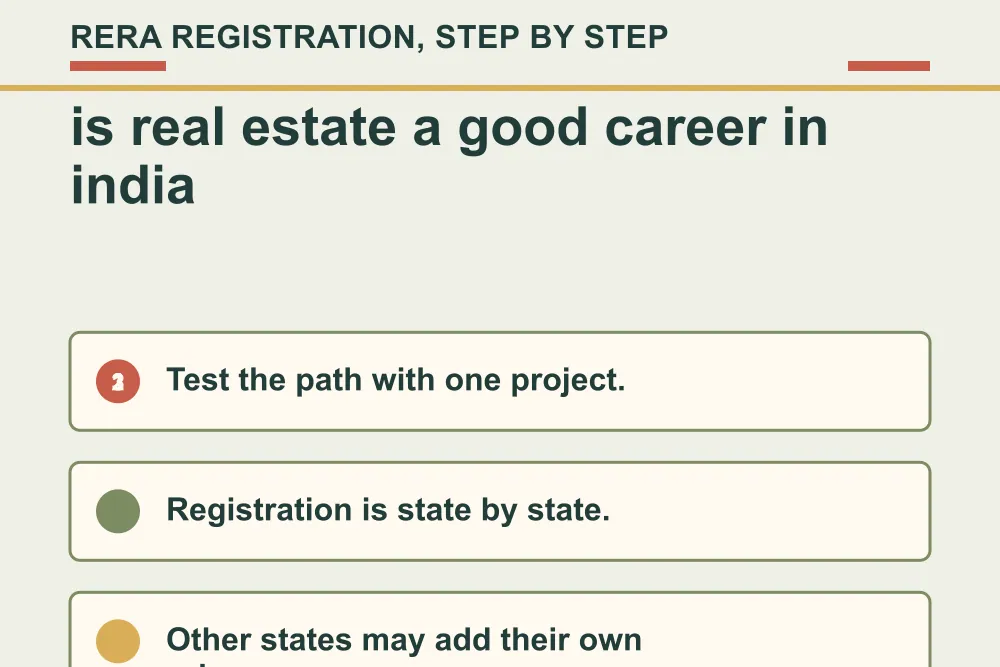 RERA REGISTRATION, STEP BY STEP
is real estate a good career in
india
Test the path with one project.
Registration is state by state.
Other states may add their own